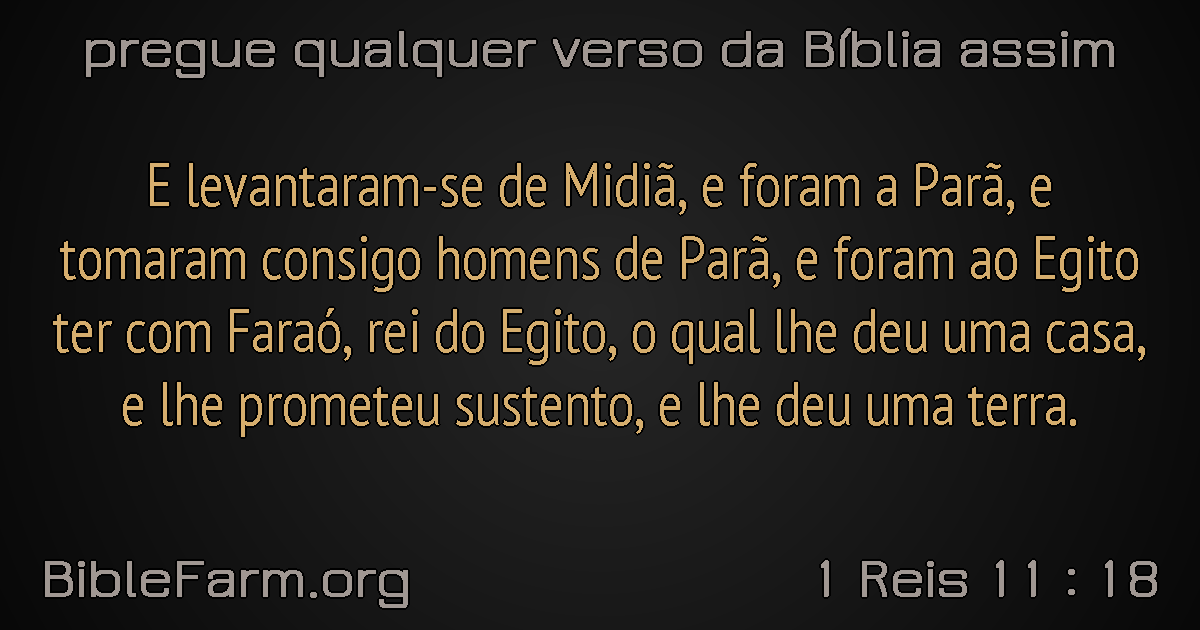 pregue qualquer verso da Bíblia assim
E levantaram-se de Midiã, e foram a Parã, e
tomaram consigo homens de Parã, e foram ao Egito
ter com Faraó, rei do Egito, o qual lhe deu uma casa,
e lhe prometeu sustento, e lhe deu uma terra.
BibleFarm.org
1 Reis 11 : 18